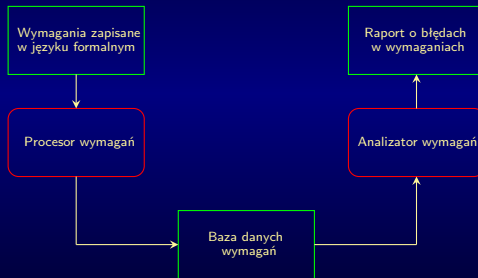 Wymagania zapisane
w języku formalnym
Raport o błędach
w wymaganiach
Procesor wymagań
Analizator wymagań
Baza danych
wymagań